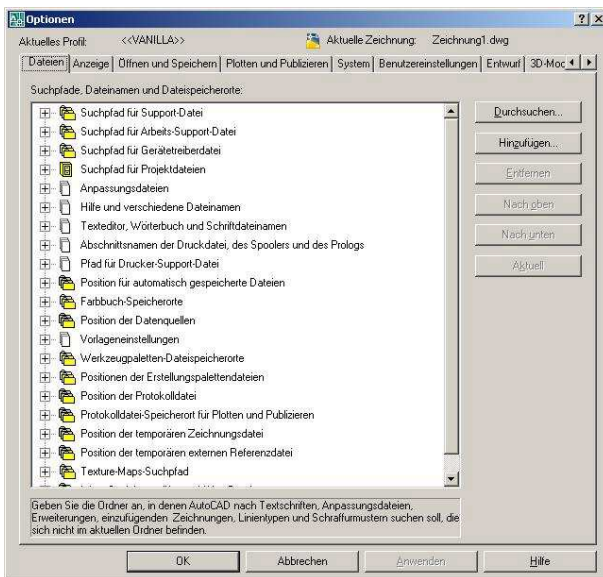 Optionen
Aktuelles Profil: <<VANILLA>> Aktuelle Zeichnung: Zeichnung1.dwg
Dateien Anzeige Öffnen und Speichern Plotten und Publizieren System Benutzereinstellungen Entwurf 3D-Moc
Suchpfade, Dateinamen und Dateispeicherorte:
Suchpfad für Support-Datei
Suchpfad für Arbeits-Support-Datei
Suchpfad für Gerätetreiberdatei
Suchpfad für Projektdateien
Anpassungsdateien
Hilfe und verschiedene Dateinamen
Texteditor, Wörterbuch und Schriftdateinamen
Abschnittsnamen der Druckdatei, des Spoolers und des Prologs
Pfad für Drucker-Support-Datei
Position für automatisch gespeicherte Dateien
Farbbuch-Speicherorte
Position der Datenquellen
Vorlageneinstellungen
Werkzeugpaletten-Dateispeicherorte
Positionen der Erstellungspalettendateien
Position der Protokolldatei
Protokolldatei-Speicherort für Plotten und Publizieren
Position der temporären Zeichnungsdatei
Position der temporären externen Referenzdatei
Texture-Maps-Suchpfad
Durchsuchen...
Hinzufügen...
Entfernen
Nach oben
Nach unten
Aktuell
Geben Sie die Ordner an, in denen AutoCAD nach Textschriften, Anpassungsdateien,
Erweiterungen, einzufügenden Zeichnungen, Linientypen und Schraffurmustern suchen soll, die
sich nicht im aktuellen Ordner befinden.
OK Abbrechen Anwenden Hilfe